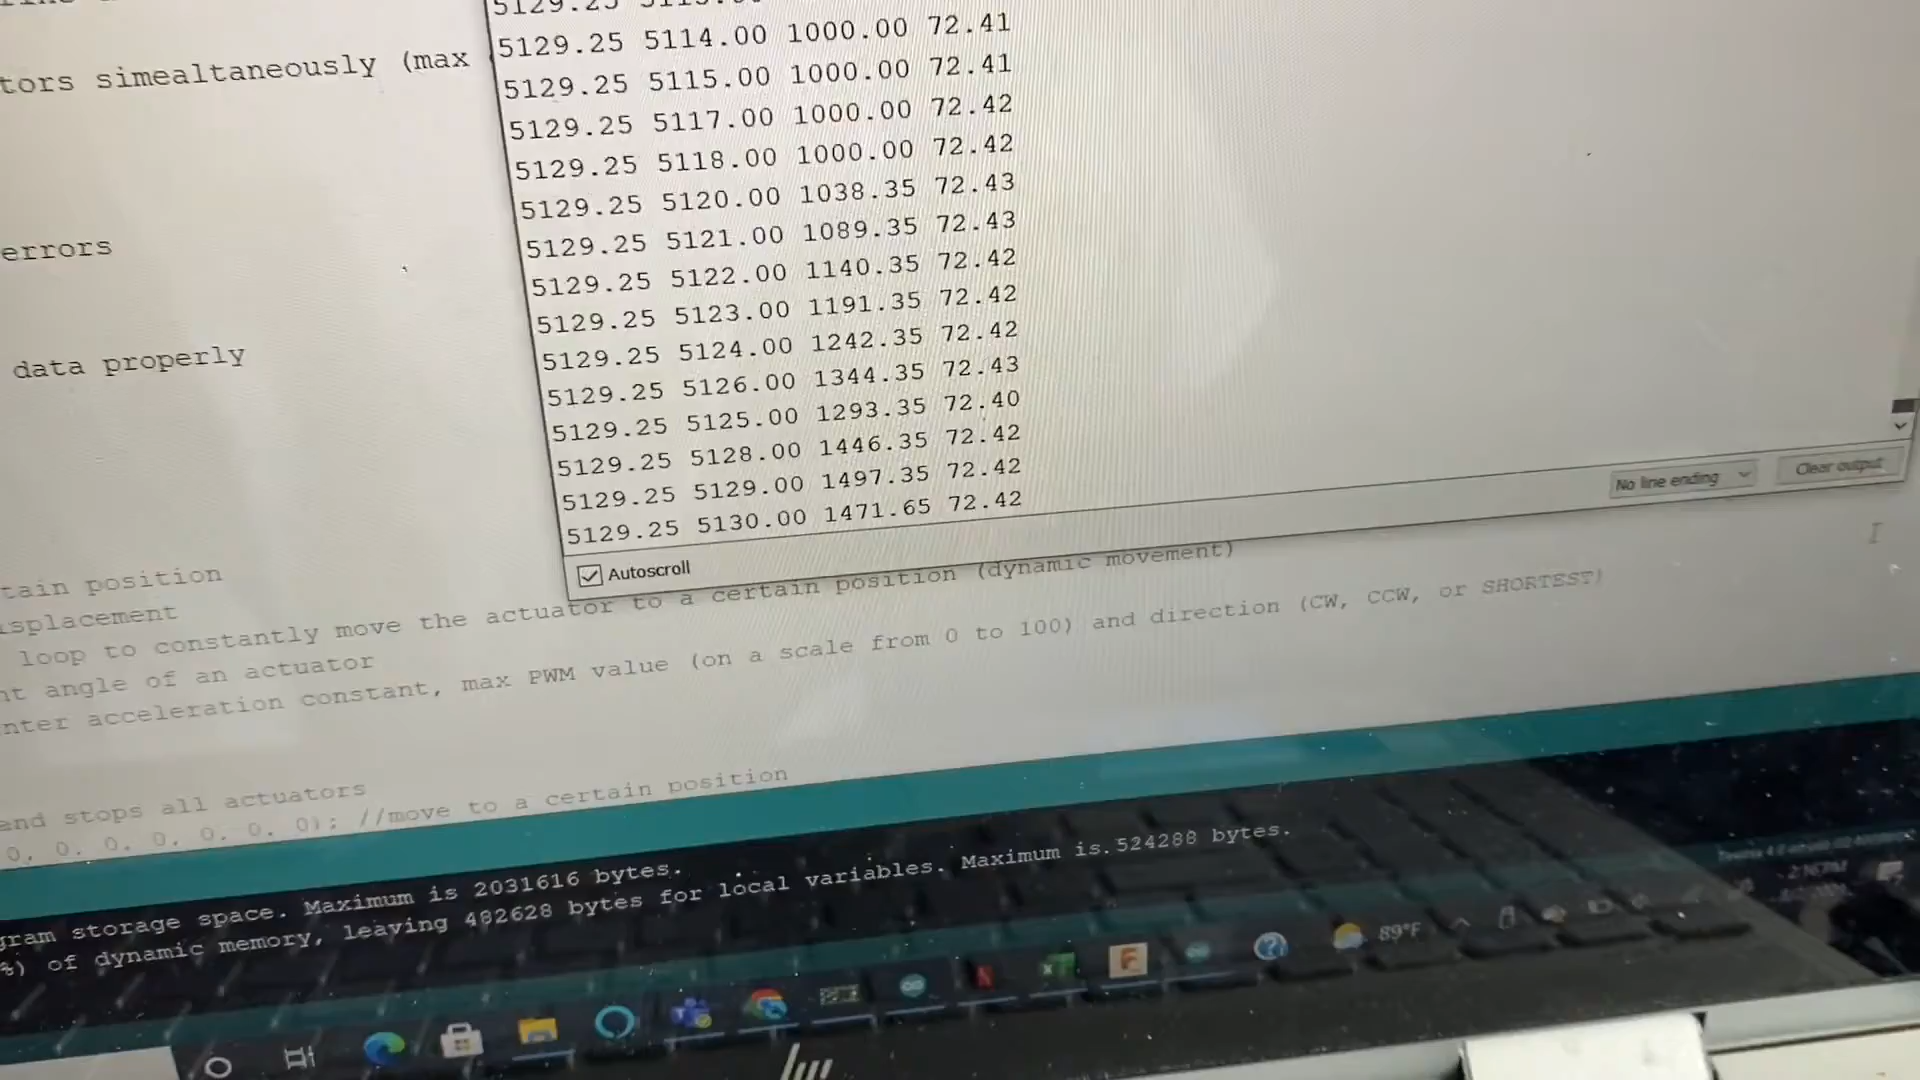 5129.25
5129.25 5114.00 1000.00 72.41
5129.25 5115.00 1000.00 72.41
5129.25 5117.00 1000.00 72.42
5129.25 5118.00 1000.00 72.42
5129.25 5120.00 1038.35 72.43
5129.25 5121.00 1089.35 72.43
5129.25 5122.00 1140.35 72.42
5129.25 5123.00 1191.35 72.42
5129.25 5124.00 1242.35 72.42
5129.25 5126.00 1344.35 72.43
5129.25 5125.00 1293.35 72.40
5129.25 5128.00 1446.35 72.42
5129.25 5129.00 1497.35 72.42
5129.25 5130.00 1471.65 72.42
Autoscroll
No line ending
Clear output
tors simealtaneously (max
errors
data properly
tain position
isplacement
loop to constantly move the actuator to a certain position (dynamic movement)
nt angle of an actuator
nter acceleration constant, max PWM value (on a scale from 0 to 100) and direction (CW, CCW, or SHORTEST)
and stops all actuators
0, 0, 0, 0, 0, 0, 0); //move to a certain position
gram storage space. Maximum is 2031616 bytes.
%) of dynamic memory, leaving 482628 bytes for local variables. Maximum is 524288 bytes.
89°F
hp